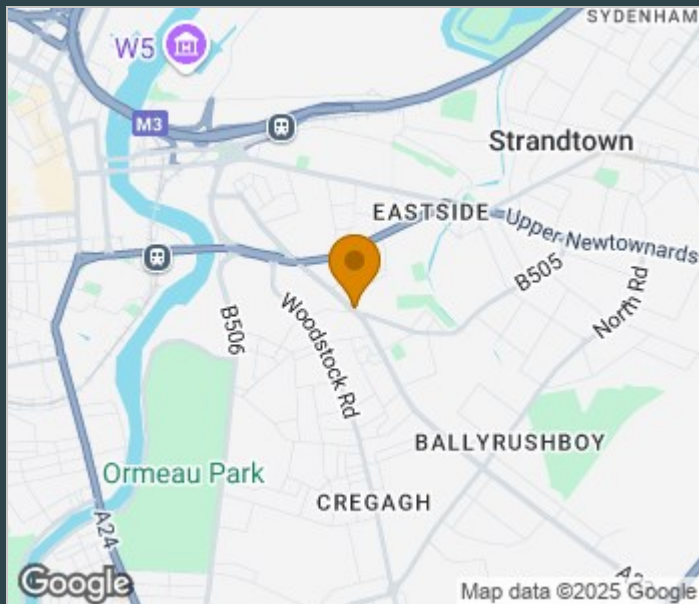 SYDENHAM
W5
M3
Strandtown
EASTSIDE
Upper Newtownards
B505
North Rd
B506
Woodstock Rd
BALLYRUSHBOY
Ormeau Park
CREGAGH
A24
Google
Map data ©2025 Google